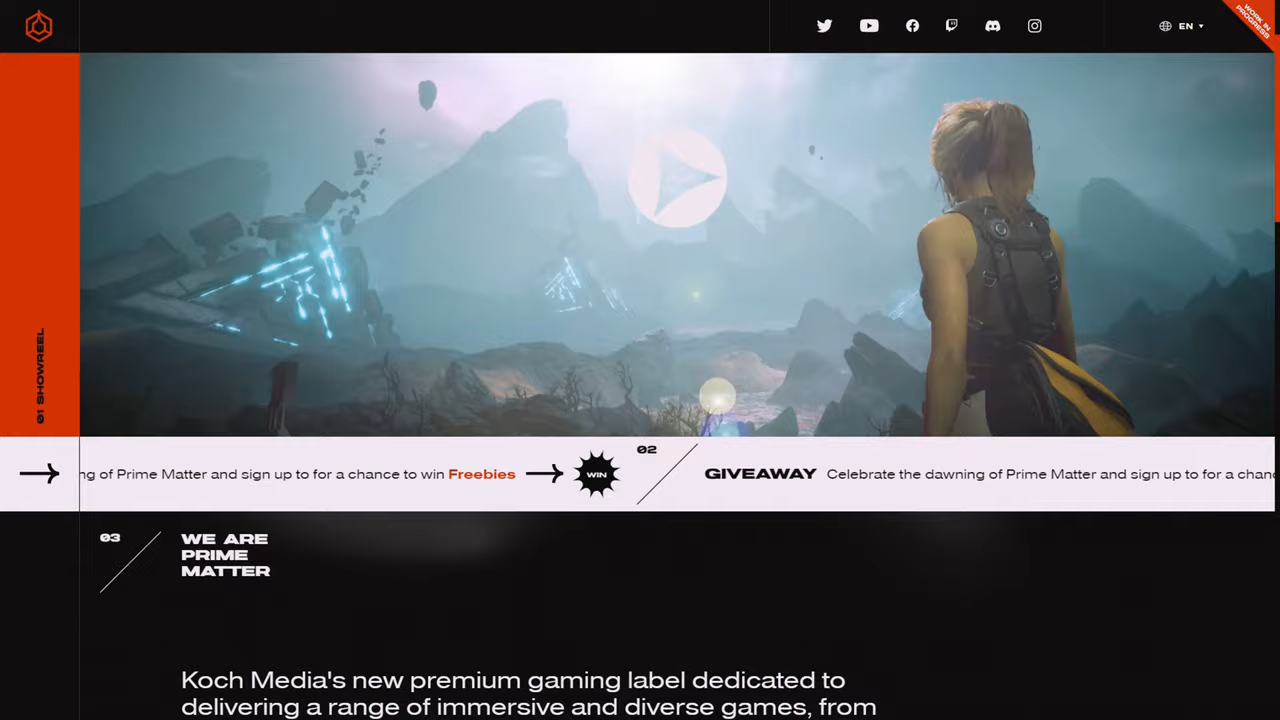 EN
WORK IN
PROGRESS
01 SHOWREEL
ng of Prime Matter and sign up to for a chance to win Freebies
WIN
02
GIVEAWAY Celebrate the dawning of Prime Matter and sign up to for a chanc
03
WE ARE
PRIME
MATTER
Koch Media's new premium gaming label dedicated to
delivering a range of immersive and diverse games, from